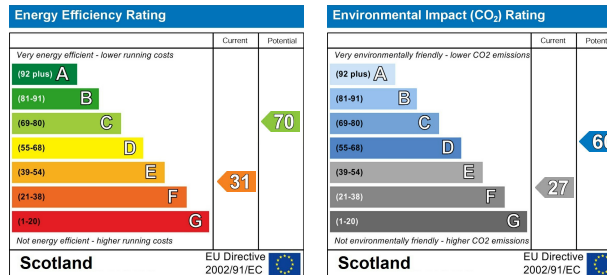 Energy Efficiency Rating
Current Potential
Very energy efficient - lower running costs
(92 plus) A
(81-91) B
(69-80) C
70
(55-68) D
(39-54) E
31
(21-38) F
(1-20) G
Not energy efficient - higher running costs
Scotland
EU Directive
2002/91/EC
Environmental Impact (CO₂) Rating
Current
Very environmentally friendly - lower CO2 emissions
(92 plus) A
(81-91) B
(69-80) C
(55-68) D
(39-54) E
27
(21-38) F
(1-20) G
Not environmentally friendly - higher CO2 emissions
Scotland
EU Directive
2002/91/EC